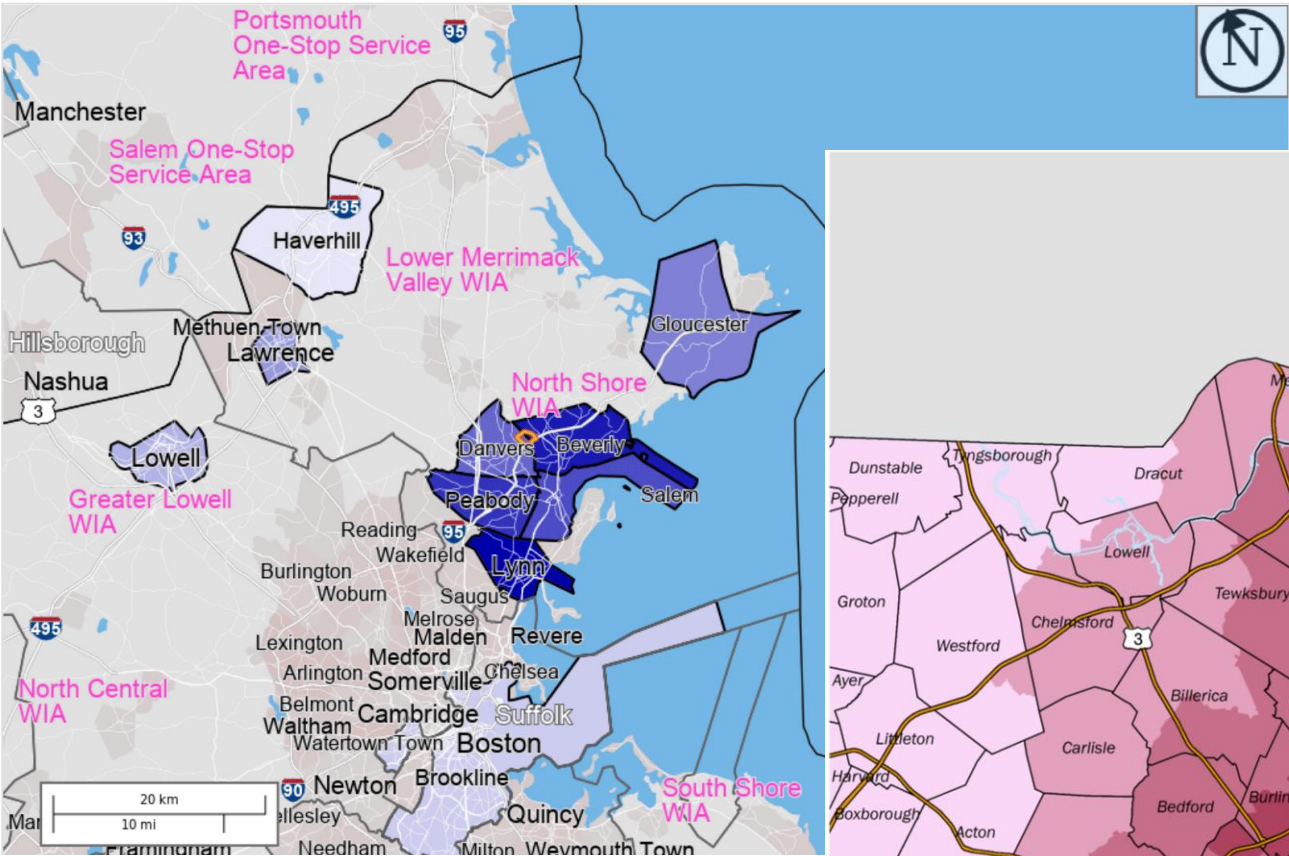 Portsmouth
One-Stop Service
Area
95
N
Manchester
Salem One-Stop
Service Area
495
93
Haverhill
Lower Merrimack
Valley WIA
Gloucester
Methuen Town
Lawrence
Hillsborough
Nashua
3
North Shore
WIA
Danvers
Beverly
Lowell
Salem
Peabody
Greater Lowell
WIA
Reading
95
Wakefield
Lynn
Burlington
Woburn
Saugus
Melrose
Malden
Revere
495
Lexington
Medford
Arlington
Somerville
Chelsea
North Central
WIA
Belmont
Cambridge
Suffolk
Waltham
Watertown Town
Boston
Brookline
90
Newton
South Shore
WIA
20 km
10 mi
Quincy
ellesley
Mar
Framingham
Needham
Milton
Weymouth Town
Dunstable
Tyngsborough
Dracut
Pepperell
Lowell
Groton
Tewksbury
Chelmsford
3
Westford
Ayer
Billerica
Littleton
Carlisle
Harvard
Boxborough
Bedford
Burlin
Acton